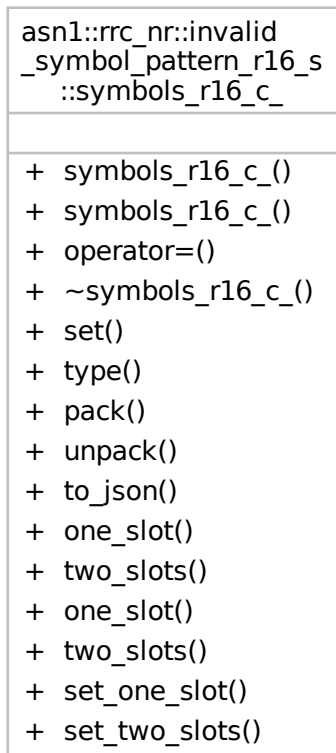 asn1::rrc_nr::invalid
_symbol_pattern_r16_s
::symbols_r16_c_
+ symbols_r16_c_()
+ symbols_r16_c_()
+ operator=()
+ ~symbols_r16_c_()
+ set()
+ type()
+ pack()
+ unpack()
+ to_json()
+ one_slot()
+ two_slots()
+ one_slot()
+ two_slots()
+ set_one_slot()
+ set_two_slots()